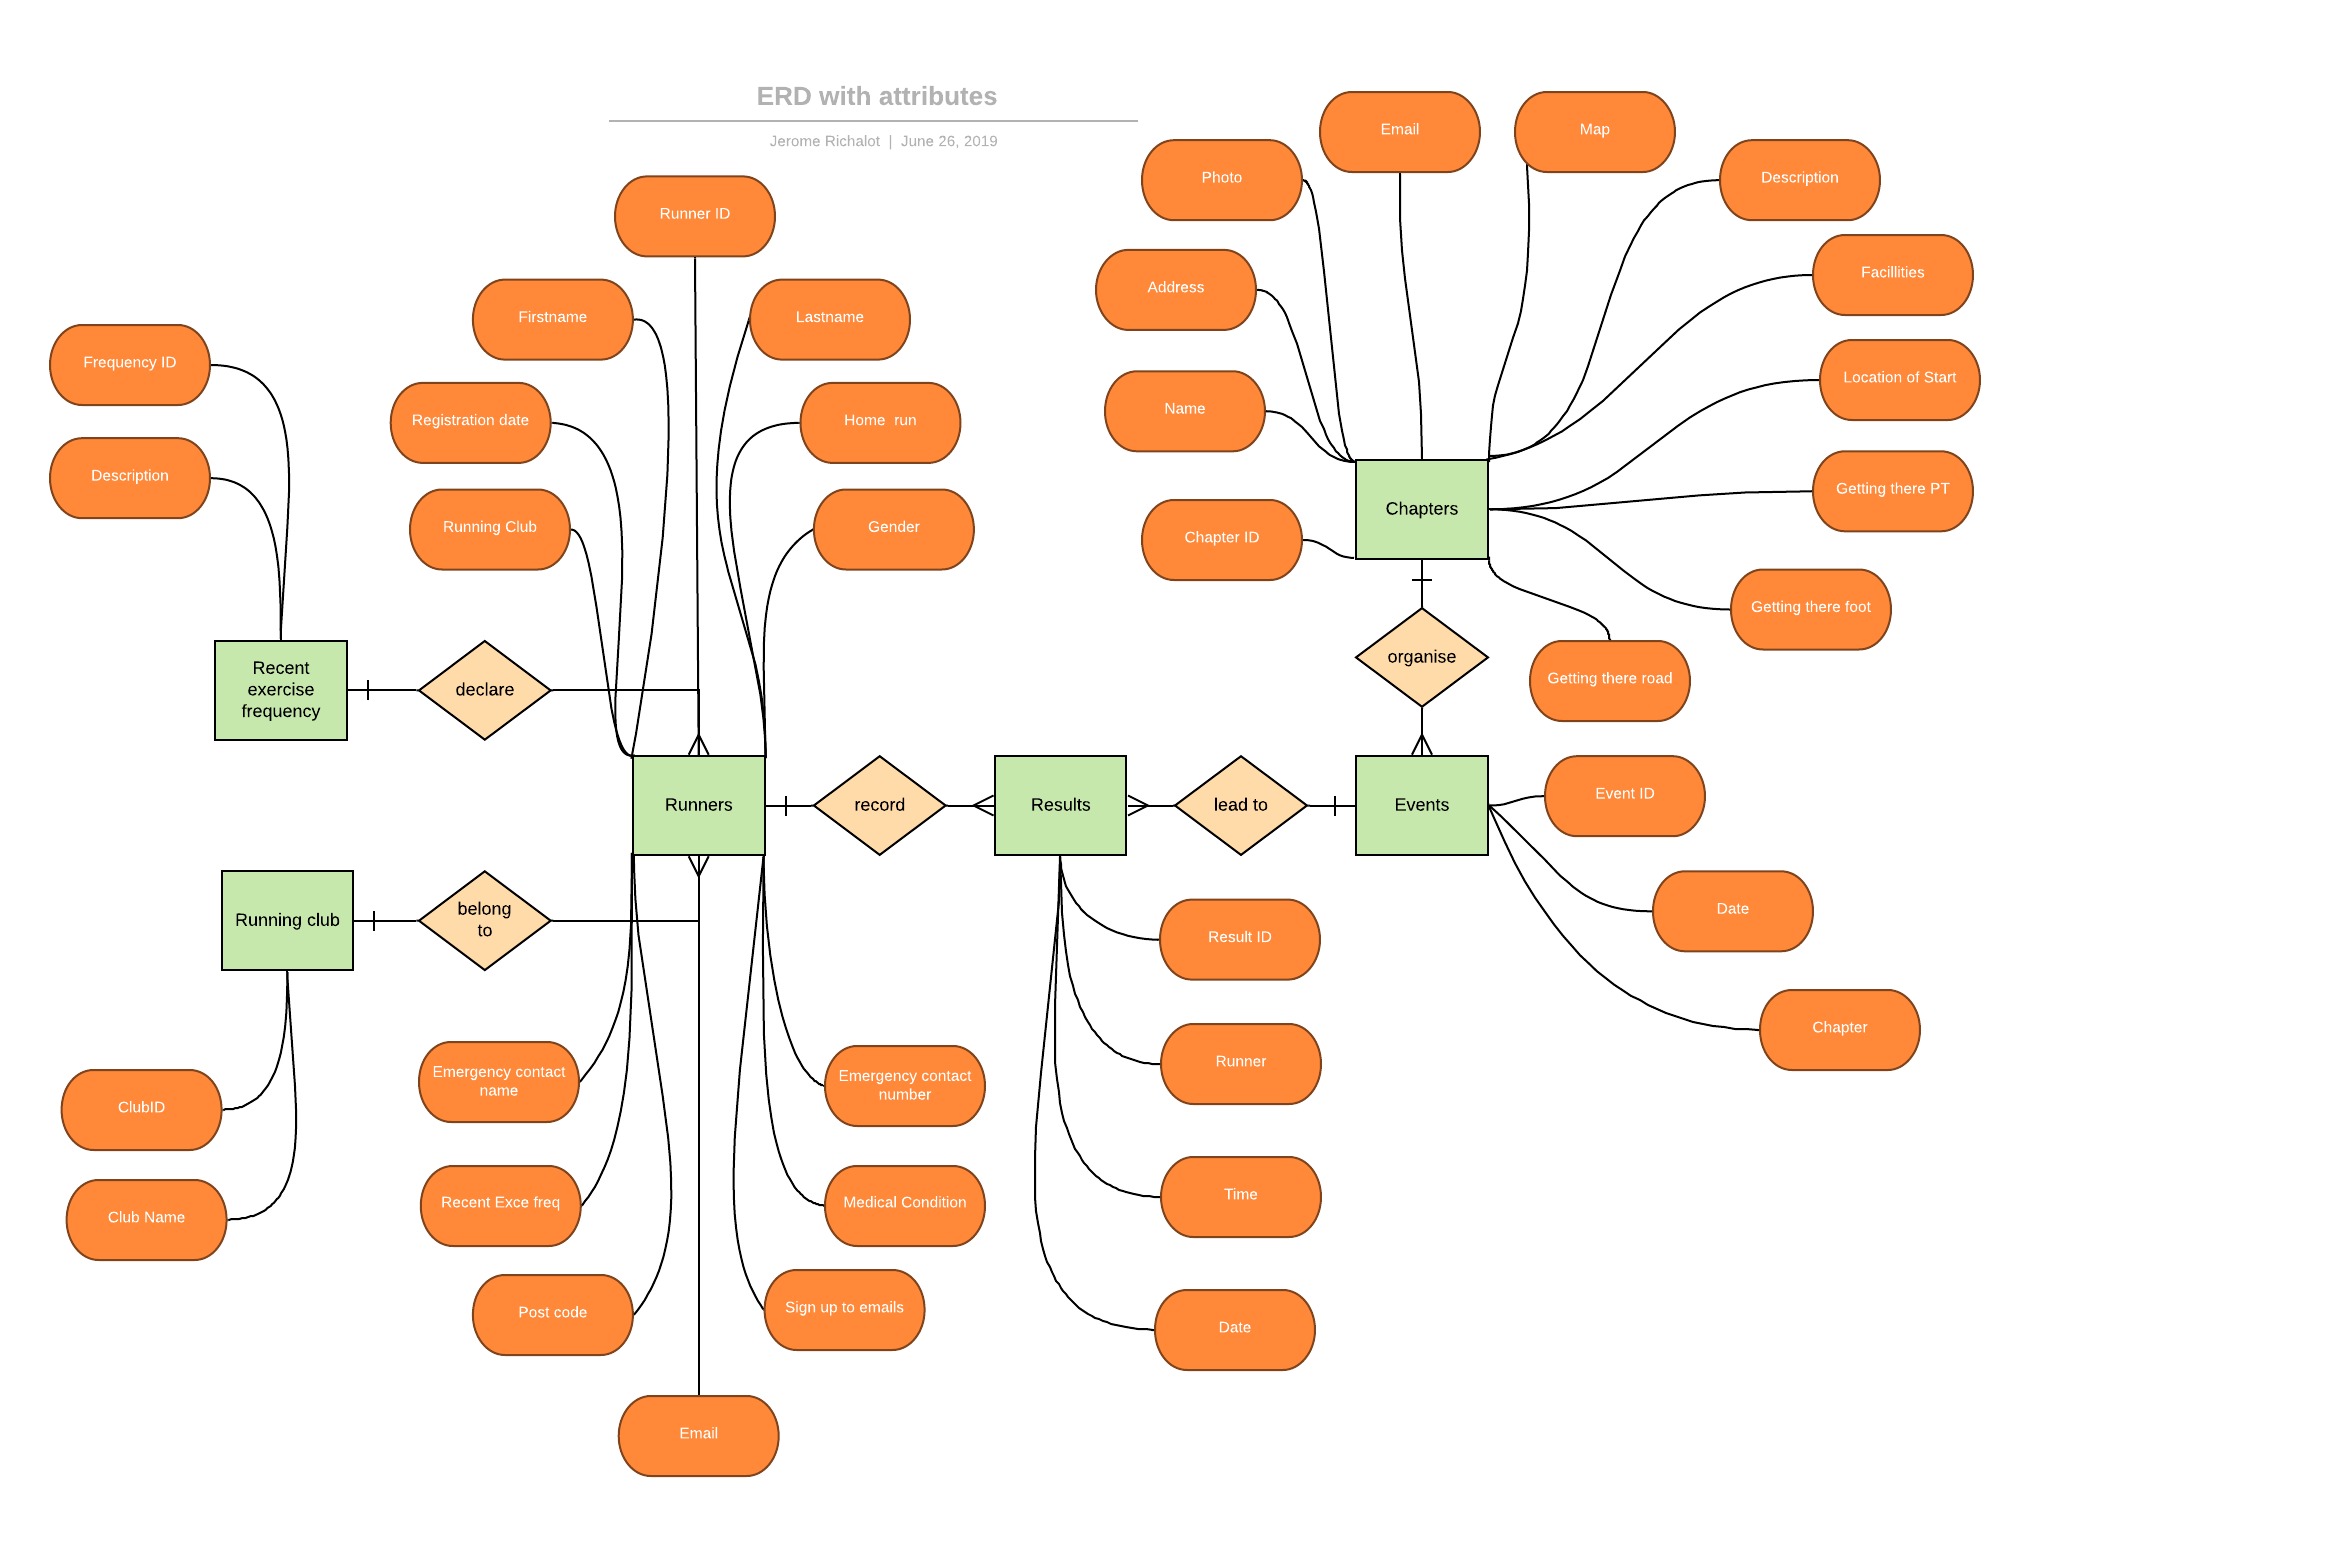 ERD with attributes
Jerome Richalot | June 26, 2019
Email
Map
Photo
Description
Runner ID
Facillities
Address
Firstname
Lastname
Frequency ID
Location of Start
Name
Registration date
Home  run
Description
Getting there PT
Running Club
Gender
Chapters
Chapter ID
Getting there foot
organise
Getting there road
Recent
exercise
frequency
declare
Runners
record
Results
lead to
Events
Event ID
Running club
belong
to
Date
Result ID
Chapter
Runner
Emergency contact
name
Emergency contact
number
ClubID
Recent Exce freq
Medical Condition
Time
Club Name
Post code
Sign up to emails
Date
Email